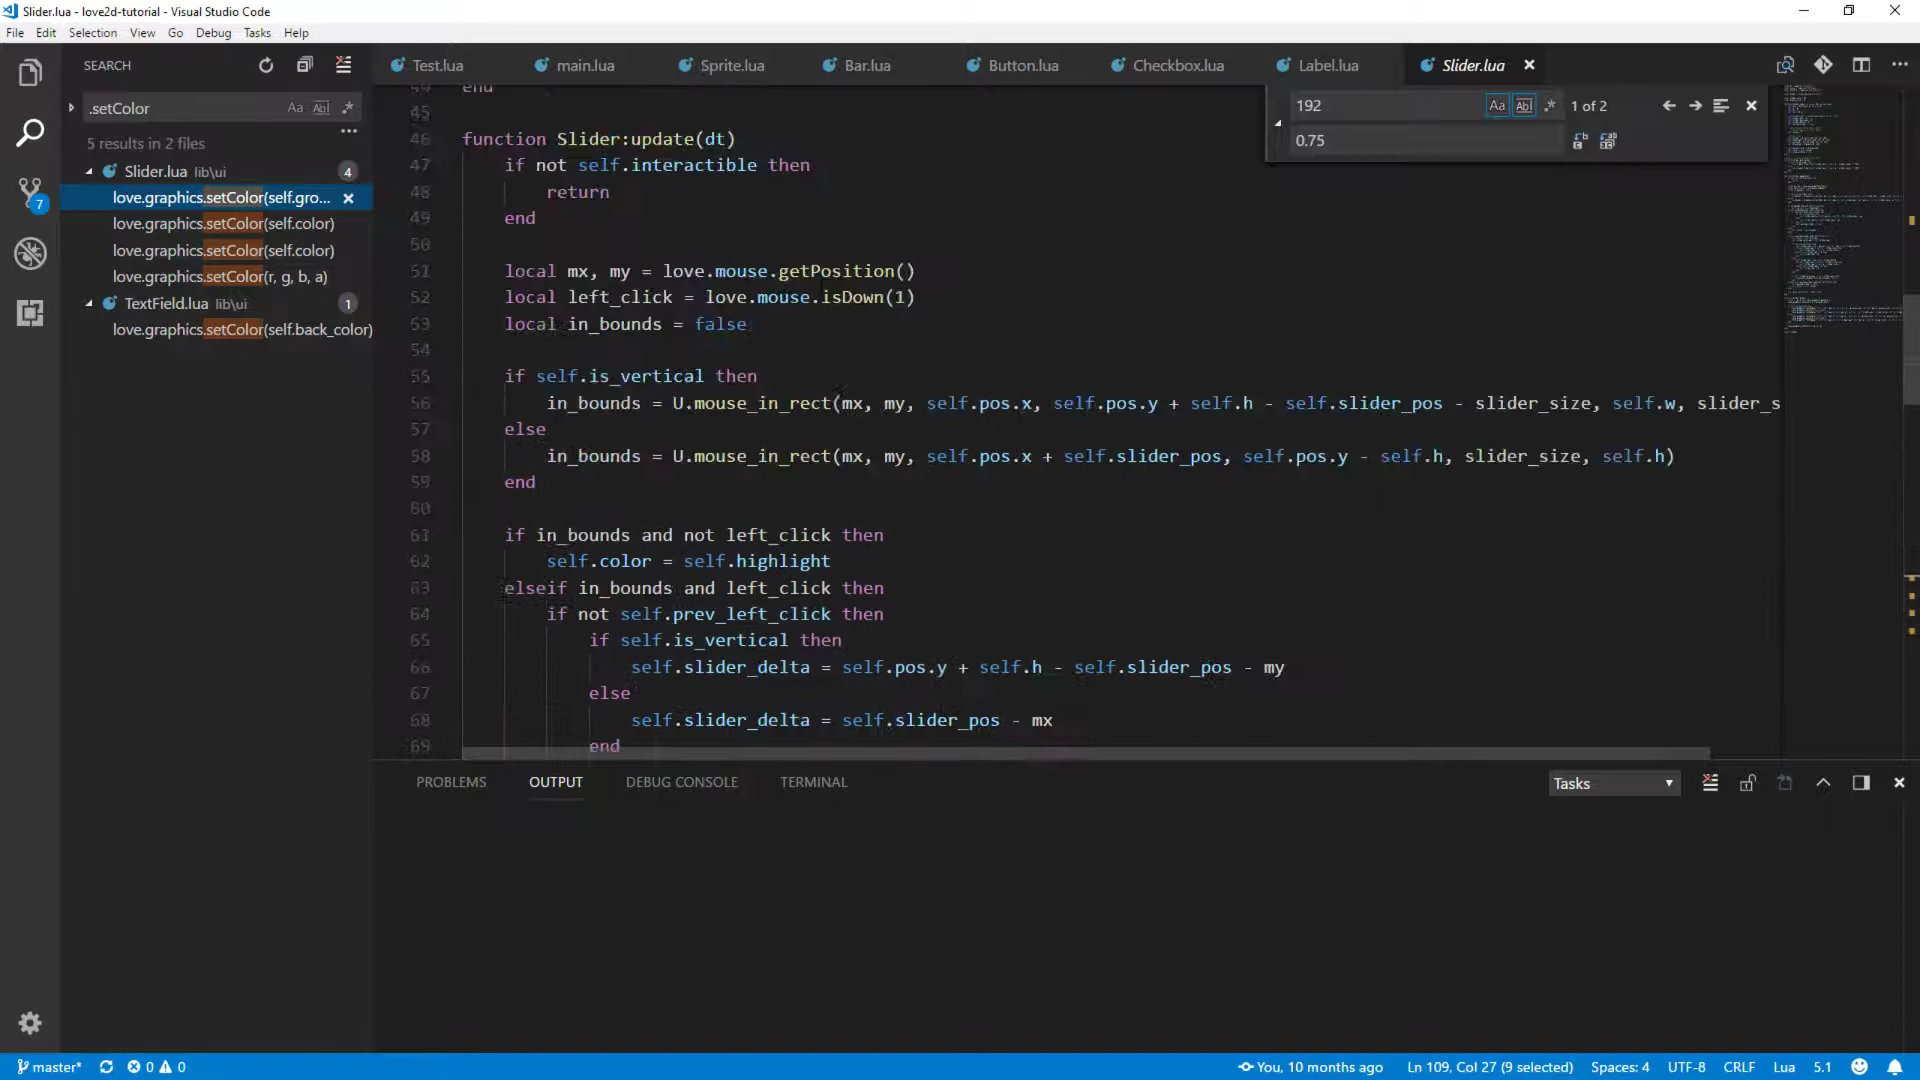 Slider.lua - love2d-tutorial - Visual Studio Code
File Edit Selection View Go Debug Tasks Help
SEARCH
Test.lua main.lua Sprite.lua Bar.lua Button.lua Checkbox.lua Label.lua Slider.lua
.setColor Aa Abl .*
5 results in 2 files
Slider.lua lib\ui 4
love.graphics.setColor(self.gro...
love.graphics.setColor(self.color)
love.graphics.setColor(self.color)
love.graphics.setColor(r, g, b, a)
TextField.lua lib\ui 1
love.graphics.setColor(self.back_color)
7
192 Aa Abl .* 1 of 2
0.75
44 end
45
46 function Slider:update(dt)
47 if not self.interactible then
48 return
49 end
50
51 local mx, my = love.mouse.getPosition()
52 local left_click = love.mouse.isDown(1)
53 local in_bounds = false
54
55 if self.is_vertical then
56 in_bounds = U.mouse_in_rect(mx, my, self.pos.x, self.pos.y + self.h - self.slider_pos - slider_size, self.w, slider_s
57 else
58 in_bounds = U.mouse_in_rect(mx, my, self.pos.x + self.slider_pos, self.pos.y - self.h, slider_size, self.h)
59 end
60
61 if in_bounds and not left_click then
62 self.color = self.highlight
63 elseif in_bounds and left_click then
64 if not self.prev_left_click then
65 if self.is_vertical then
66 self.slider_delta = self.pos.y + self.h - self.slider_pos - my
67 else
68 self.slider_delta = self.slider_pos - mx
69 end
PROBLEMS OUTPUT DEBUG CONSOLE TERMINAL Tasks
master* 0 0 You, 10 months ago Ln 109, Col 27 (9 selected) Spaces: 4 UTF-8 CRLF Lua 5.1